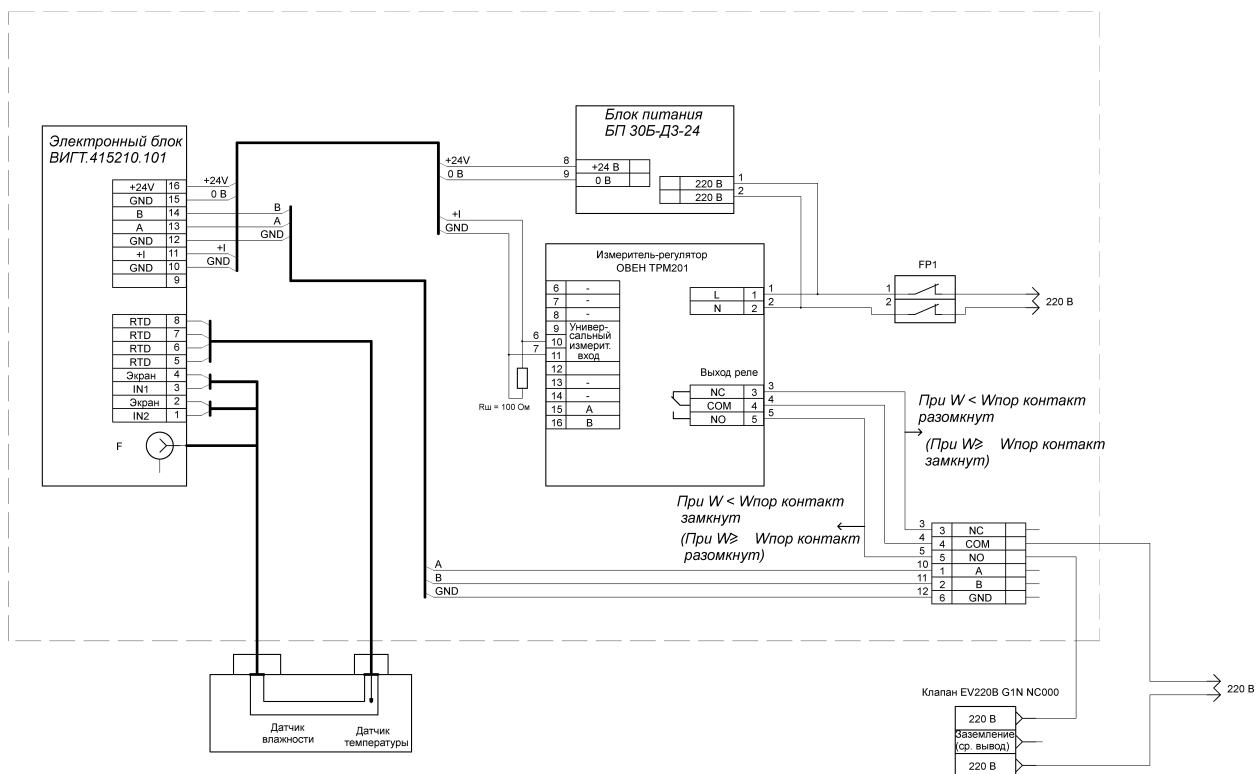 Электронный блок
ВИГТ.415210.101
+24V 16
GND 15
B 14
A 13
GND 12
+I 11
GND 10
9
RTD 8
RTD 7
RTD 6
RTD 5
Экран 4
IN1 3
Экран 2
IN2 1
F
+24V
0 В
+I
GND
B
A
GND
+24V
0 В
+I
GND
Блок питания
БП 30Б-Д3-24
8 +24 В
9 0 В
220 В 1
220 В 2
Измеритель-регулятор
ОВЕН ТРМ201
6 -
7 -
8 -
9 Универ-
10 сальный
измерит.
11 вход
12
13 -
14 -
15 A
16 B
6
7
Rш = 100 Ом
L 1 1
N 2 2
Выход реле
NC 3 3
COM 4 4
NO 5 5
FP1
1
2
220 В
При W < Wпор контакт
разомкнут
(При W≥ Wпор контакт
замкнут)
При W < Wпор контакт
замкнут
(При W≥ Wпор контакт
разомкнут)
A
B
GND
3 3 NC
4 4 COM
5 5 NO
10 1 A
11 2 B
12 6 GND
Датчик
влажности
Датчик
температуры
Клапан EV220B G1N NC000
220 В
Заземление
(ср. вывод)
220 В
220 В